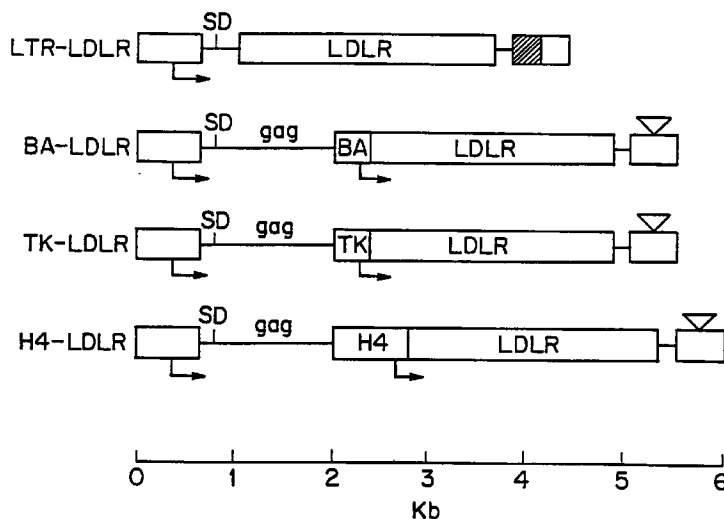 SD
LTR-LDLR LDLR
SD gag
BA-LDLR BA LDLR
SD gag
TK-LDLR TK LDLR
SD gag
H4-LDLR H4 LDLR
0 1 2 3 4 5 6
Kb